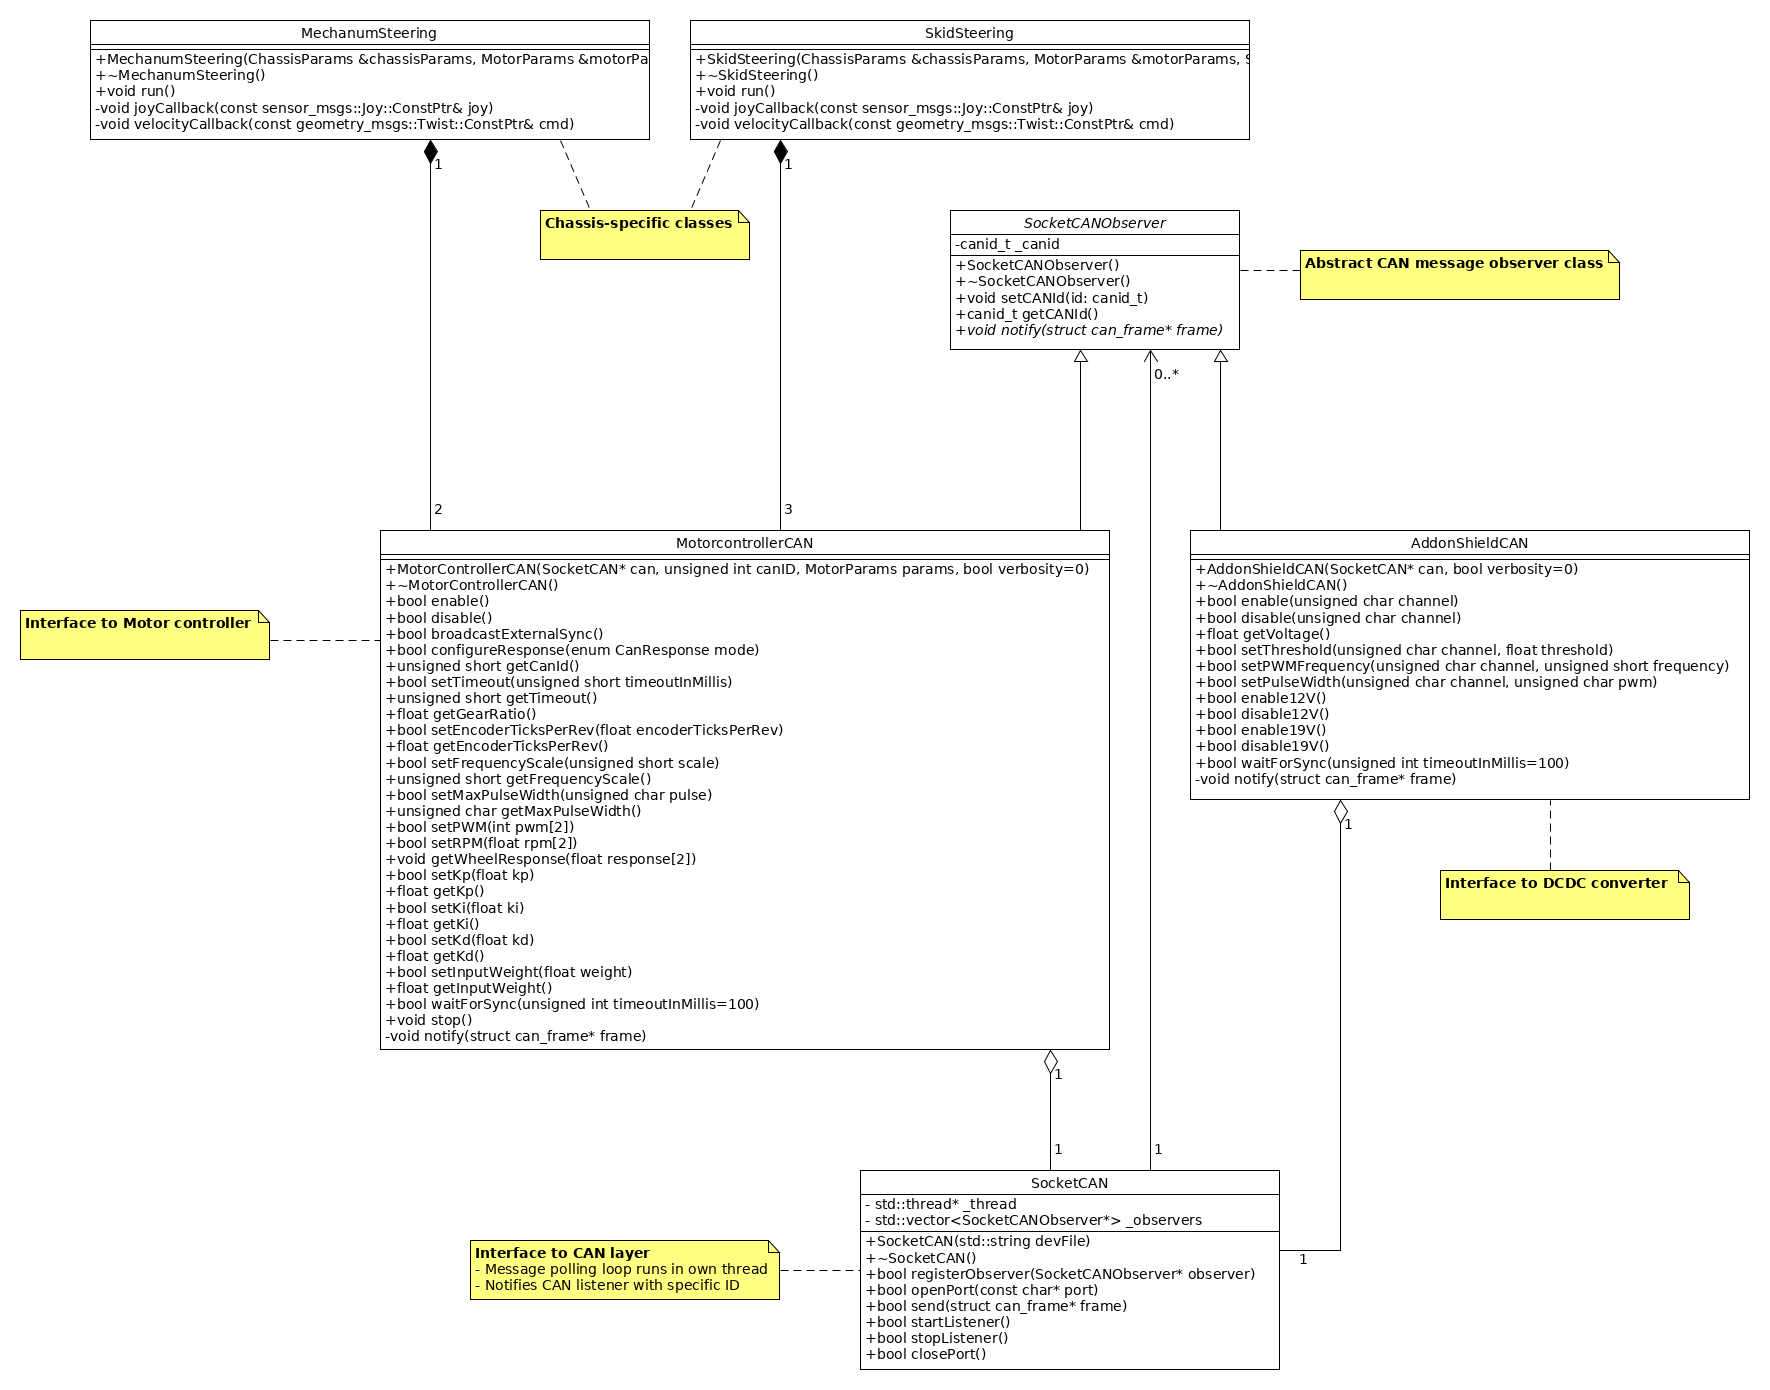 MechanumSteering
+MechanumSteering(ChassisParams &chassisParams, MotorParams &motorPa
+~MechanumSteering()
+void run()
-void joyCallback(const sensor_msgs::Joy::ConstPtr& joy)
-void velocityCallback(const geometry_msgs::Twist::ConstPtr& cmd)
SkidSteering
+SkidSteering(ChassisParams &chassisParams, MotorParams &motorParams, S
+~SkidSteering()
+void run()
-void joyCallback(const sensor_msgs::Joy::ConstPtr& joy)
-void velocityCallback(const geometry_msgs::Twist::ConstPtr& cmd)
1
1
Chassis-specific classes
SocketCANObserver
-canid_t _canid
+SocketCANObserver()
+~SocketCANObserver()
+void setCANId(id: canid_t)
+canid_t getCANId()
+void notify(struct can_frame* frame)
Abstract CAN message observer class
0..*
2
3
MotorcontrollerCAN
+MotorControllerCAN(SocketCAN* can, unsigned int canID, MotorParams params, bool verbosity=0)
+~MotorControllerCAN()
+bool enable()
+bool disable()
+bool broadcastExternalSync()
+bool configureResponse(enum CanResponse mode)
+unsigned short getCanId()
+bool setTimeout(unsigned short timeoutInMillis)
+unsigned short getTimeout()
+float getGearRatio()
+bool setEncoderTicksPerRev(float encoderTicksPerRev)
+float getEncoderTicksPerRev()
+bool setFrequencyScale(unsigned short scale)
+unsigned short getFrequencyScale()
+bool setMaxPulseWidth(unsigned char pulse)
+unsigned char getMaxPulseWidth()
+bool setPWM(int pwm[2])
+bool setRPM(float rpm[2])
+void getWheelResponse(float response[2])
+bool setKp(float kp)
+float getKp()
+bool setKi(float ki)
+float getKi()
+bool setKd(float kd)
+float getKd()
+bool setInputWeight(float weight)
+float getInputWeight()
+bool waitForSync(unsigned int timeoutInMillis=100)
+void stop()
-void notify(struct can_frame* frame)
Interface to Motor controller
AddonShieldCAN
+AddonShieldCAN(SocketCAN* can, bool verbosity=0)
+~AddonShieldCAN()
+bool enable(unsigned char channel)
+bool disable(unsigned char channel)
+float getVoltage()
+bool setThreshold(unsigned char channel, float threshold)
+bool setPWMFrequency(unsigned char channel, unsigned short frequency)
+bool setPulseWidth(unsigned char channel, unsigned char pwm)
+bool enable12V()
+bool disable12V()
+bool enable19V()
+bool disable19V()
+bool waitForSync(unsigned int timeoutInMillis=100)
-void notify(struct can_frame* frame)
1
Interface to DCDC converter
1
1
1
SocketCAN
- std::thread* _thread
- std::vector<SocketCANObserver*> _observers
+SocketCAN(std::string devFile)
+~SocketCAN()
+bool registerObserver(SocketCANObserver* observer)
+bool openPort(const char* port)
+bool send(struct can_frame* frame)
+bool startListener()
+bool stopListener()
+bool closePort()
1
Interface to CAN layer
- Message polling loop runs in own thread
- Notifies CAN listener with specific ID